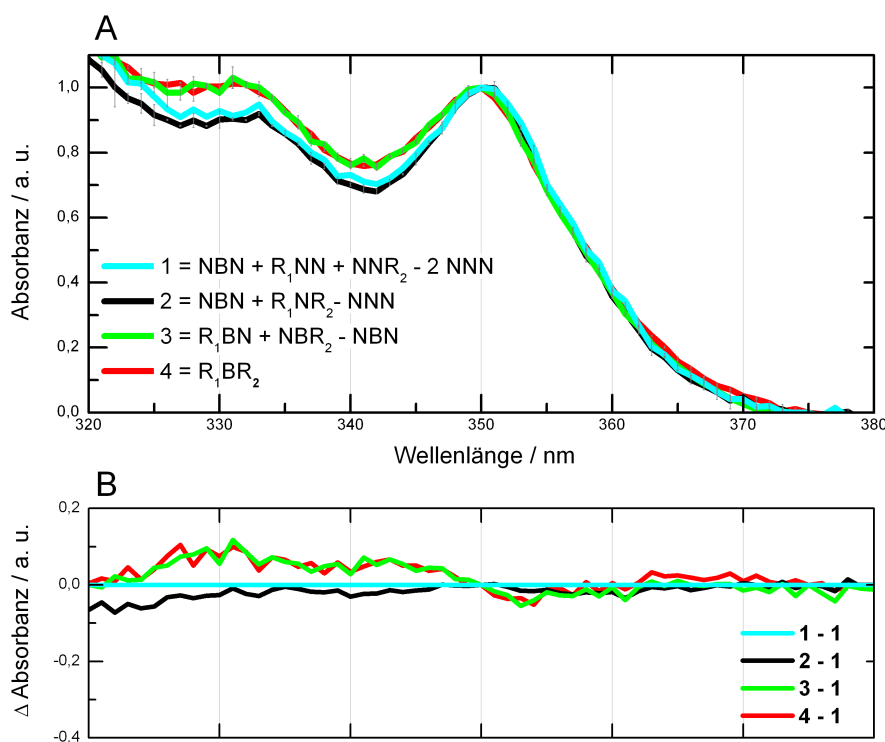 A
Absorbanz / a. u.
1,0
0,8
0,6
0,4
0,2
0,0
1 = NBN + R₁NN + NNR₂ - 2 NNN
2 = NBN + R₁NR₂- NNN
3 = R₁BN + NBR₂ - NBN
4 = R₁BR₂
320 330 340 350 360 370 380
Wellenlänge / nm
B
Δ Absorbanz / a. u.
0,2
0,0
-0,2
-0.4
1 - 1
2 - 1
3 - 1
4 - 1